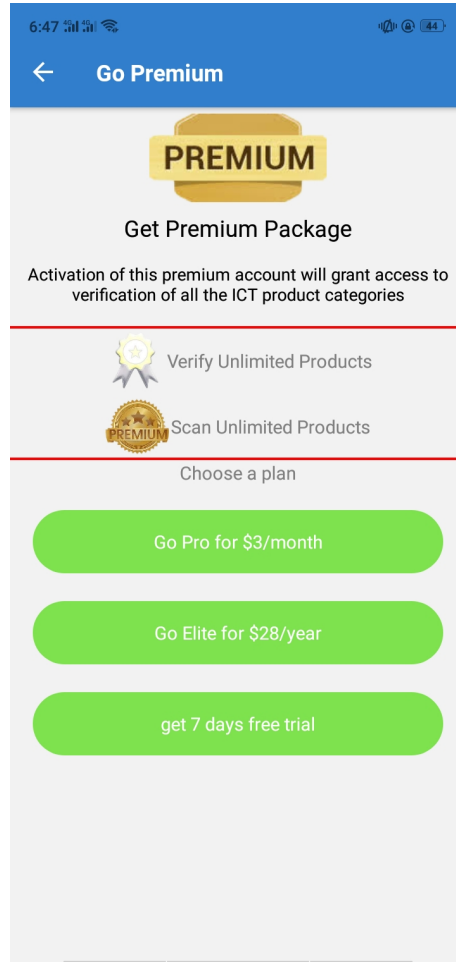 6:47 4G 4G 44
Go Premium
PREMIUM
Get Premium Package
Activation of this premium account will grant access to
verification of all the ICT product categories
Verify Unlimited Products
PREMIUM Scan Unlimited Products
Choose a plan
Go Pro for $3/month
Go Elite for $28/year
get 7 days free trial